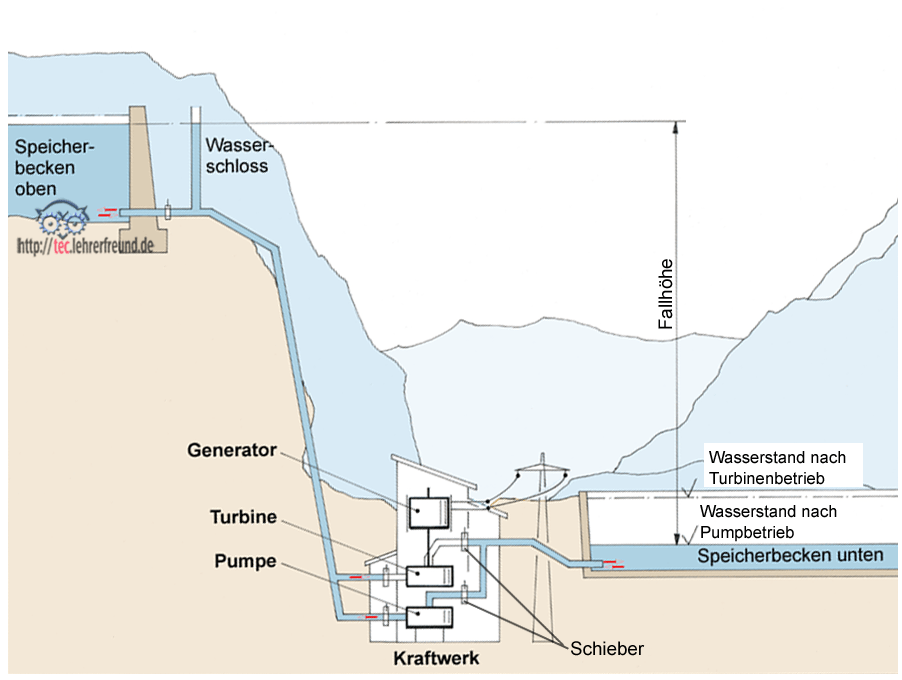 Speicher-
becken
oben
Wasser-
schloss
http://tec.lehrerfreund.de
Fallhöhe
Generator
Turbine
Pumpe
Wasserstand nach
Turbinenbetrieb
Wasserstand nach
Pumpbetrieb
Speicherbecken unten
Schieber
Kraftwerk